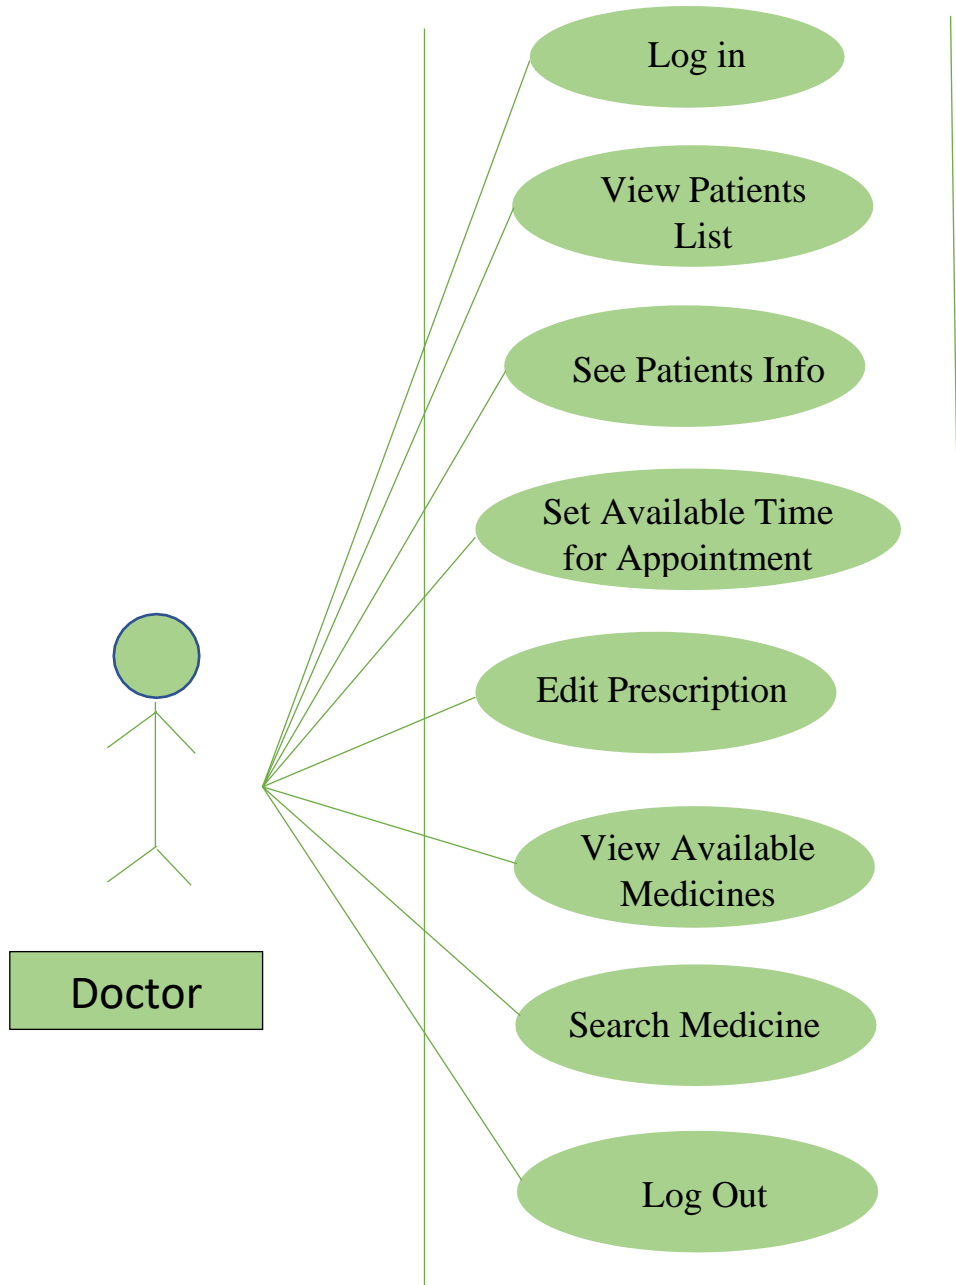 Log in
View Patients
List
See Patients Info
Set Available Time
for Appointment
Edit Prescription
View Available
Medicines
Doctor
Search Medicine
Log Out